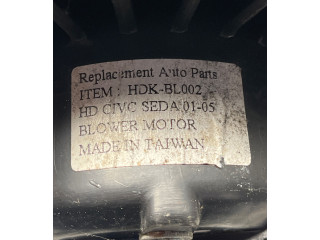 Replacement Auto Parts
ITEM : HDK-BL002
HD CIVC SEDA 01-05
BLOWER MOTOR
MADE IN TAIWAN